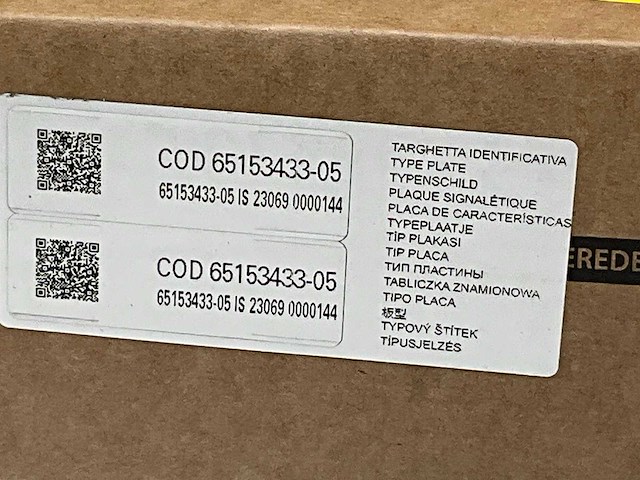 COD 65153433-05
65153433-05 IS 23069 0000144
COD 65153433-05
65153433-05 IS 23069 0000144
TARGHETTA IDENTIFICATIVA
TYPE PLATE
TYPENSCHILD
PLAQUE SIGNALÉTIQUE
PLACA DE CARACTERÍSTICAS
TYPEPLAATJE
TİP PLAKASI
TIP PLACA
ТИП ПЛАСТИНЫ
TABLICZKA ZNAMIONOWA
TIPO PLACA
板型
TYPOVÝ ŠTÍTEK
TÍPUSJELZÉS
EREDE